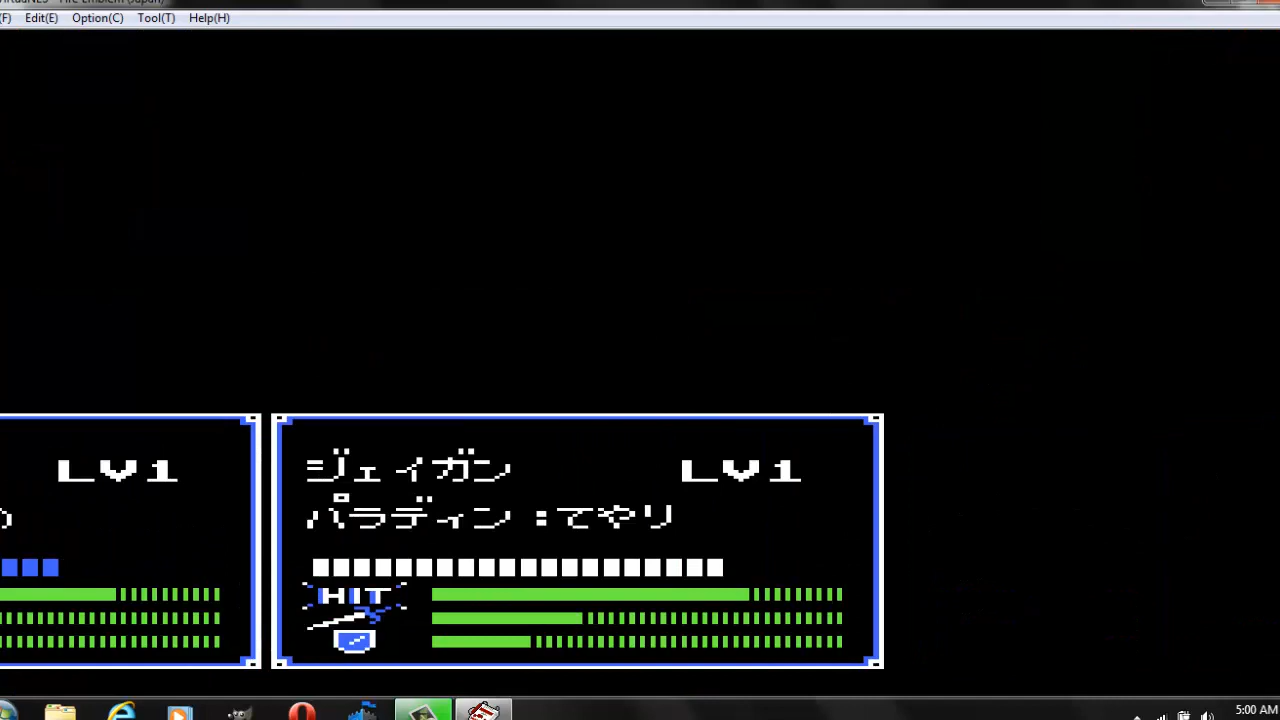 (F) Edit(E) Option(C) Tool(T) Help(H)
LV1
ジェイガン LV1
パラディン :てやり
HIT
5:00 AM